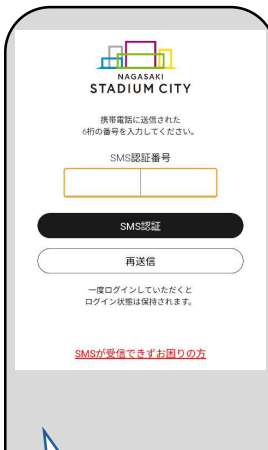 NAGASAKI
STADIUM CITY
携帯電話に送信された
6桁の番号を入力してください。
SMS認証番号
SMS認証
再送信
一度ログインしていただくと
ログイン状態は保持されます。
SMSが受信できずお困りの方